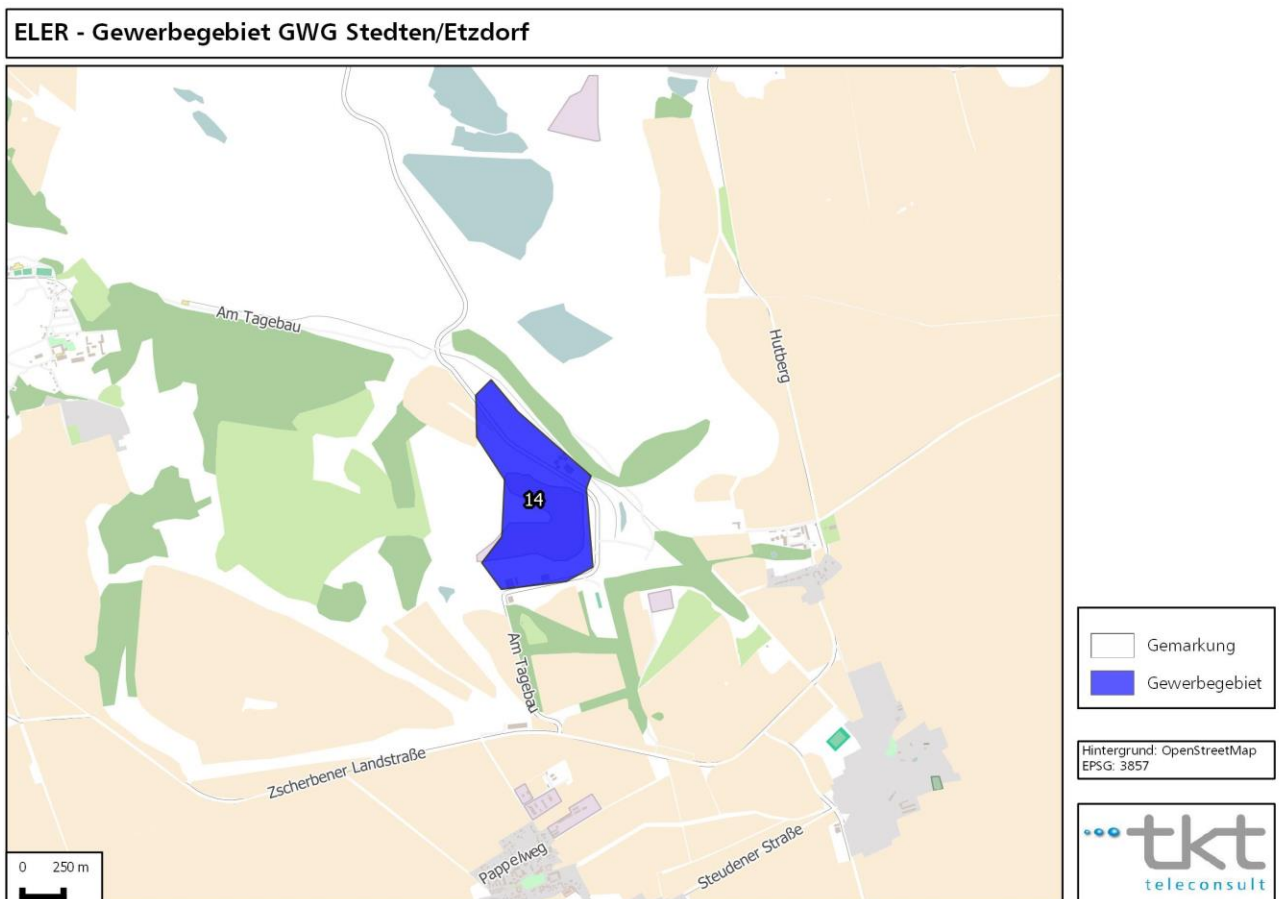 ELER - Gewerbegebiet GWG Stedten/Etzdorf
Am Tagebau
Hutberg
14
Am Tagebau
Zscherbener Landstraße
Pappelweg
Steudener Straße
0 250 m
Gemarkung
Gewerbegebiet
Hintergrund: OpenStreetMap
EPSG: 3857
tkt
teleconsult